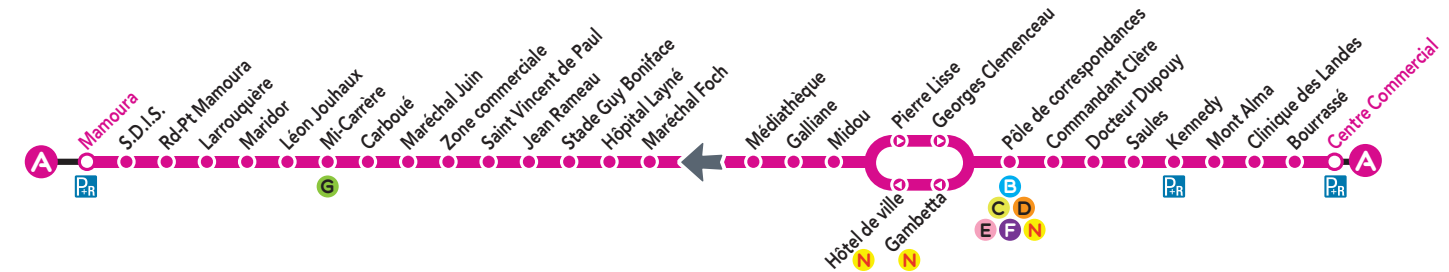 A
Mamoura
P+R
S.D.I.S.
Rd-Pt Mamoura
Larrouquère
Maridor
Léon Jouhaux
Mi-Carrère
G
Carboué
Maréchal Juin
Zone commerciale
Saint Vincent de Paul
Jean Rameau
Stade Guy Boniface
Hôpital Layné
Maréchal Foch
Médiathèque
Galliane
Midou
Pierre Lisse
Georges Clemenceau
Hôtel de ville
N
Gambetta
N
Pôle de correspondances
B
C D
E F N
Commandant Clère
Docteur Dupouy
Saules
Kennedy
P+R
Mont Alma
Clinique des Landes
Bourrassé
Centre Commercial
P+R
A